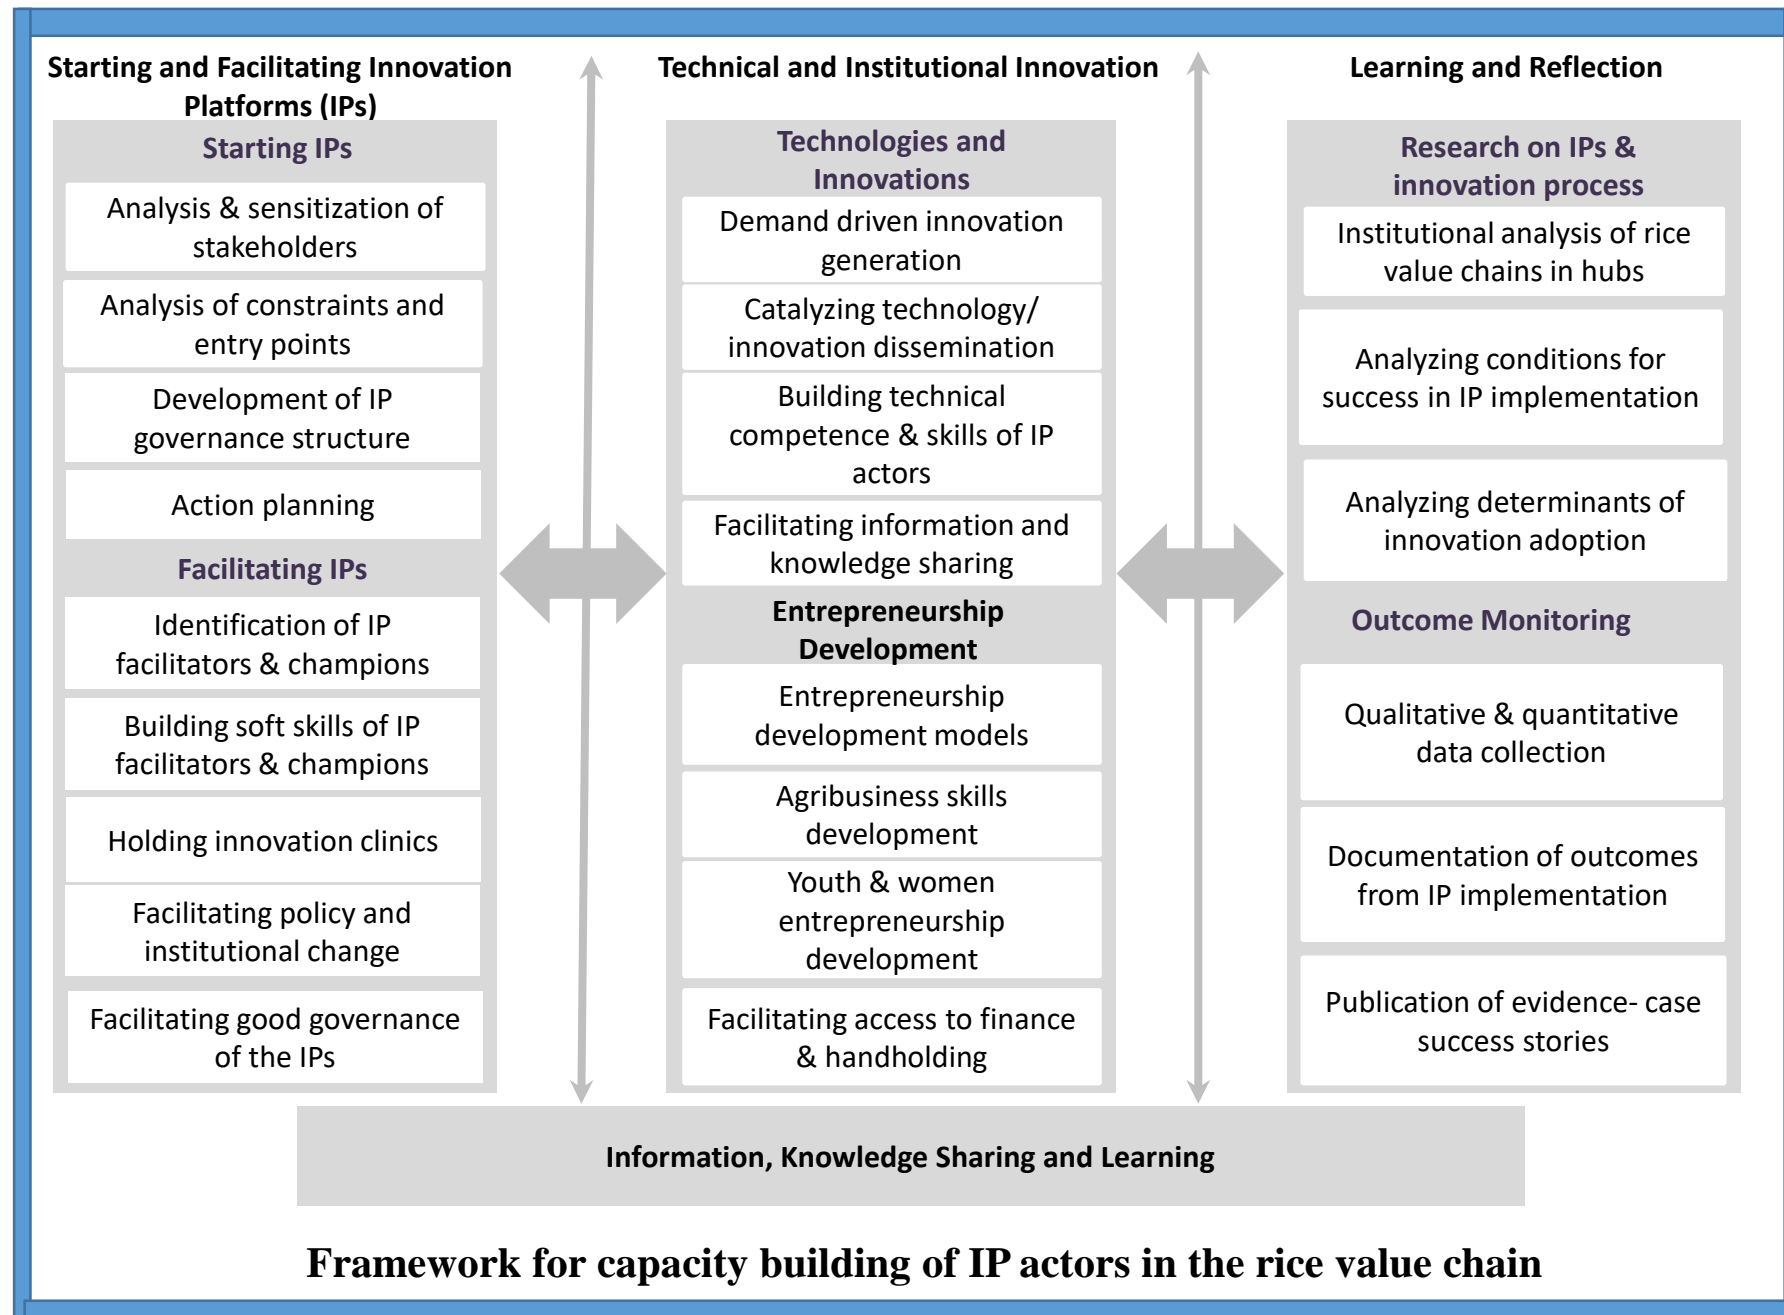 Starting and Facilitating Innovation
Platforms (IPs)
Starting IPs
Analysis & sensitization of
stakeholders
Analysis of constraints and
entry points
Development of IP
governance structure
Action planning
Facilitating IPs
Identification of IP
facilitators & champions
Building soft skills of IP
facilitators & champions
Holding innovation clinics
Facilitating policy and
institutional change
Facilitating good governance
of the IPs
Technical and Institutional Innovation
Technologies and
Innovations
Demand driven innovation
generation
Catalyzing technology/
innovation dissemination
Building technical
competence & skills of IP
actors
Facilitating information and
knowledge sharing
Entrepreneurship
Development
Entrepreneurship
development models
Agribusiness skills
development
Youth & women
entrepreneurship
development
Facilitating access to finance
& handholding
Learning and Reflection
Research on IPs &
innovation process
Institutional analysis of rice
value chains in hubs
Analyzing conditions for
success in IP implementation
Analyzing determinants of
innovation adoption
Outcome Monitoring
Qualitative & quantitative
data collection
Documentation of outcomes
from IP implementation
Publication of evidence- case
success stories
Information, Knowledge Sharing and Learning
Framework for capacity building of IP actors in the rice value chain